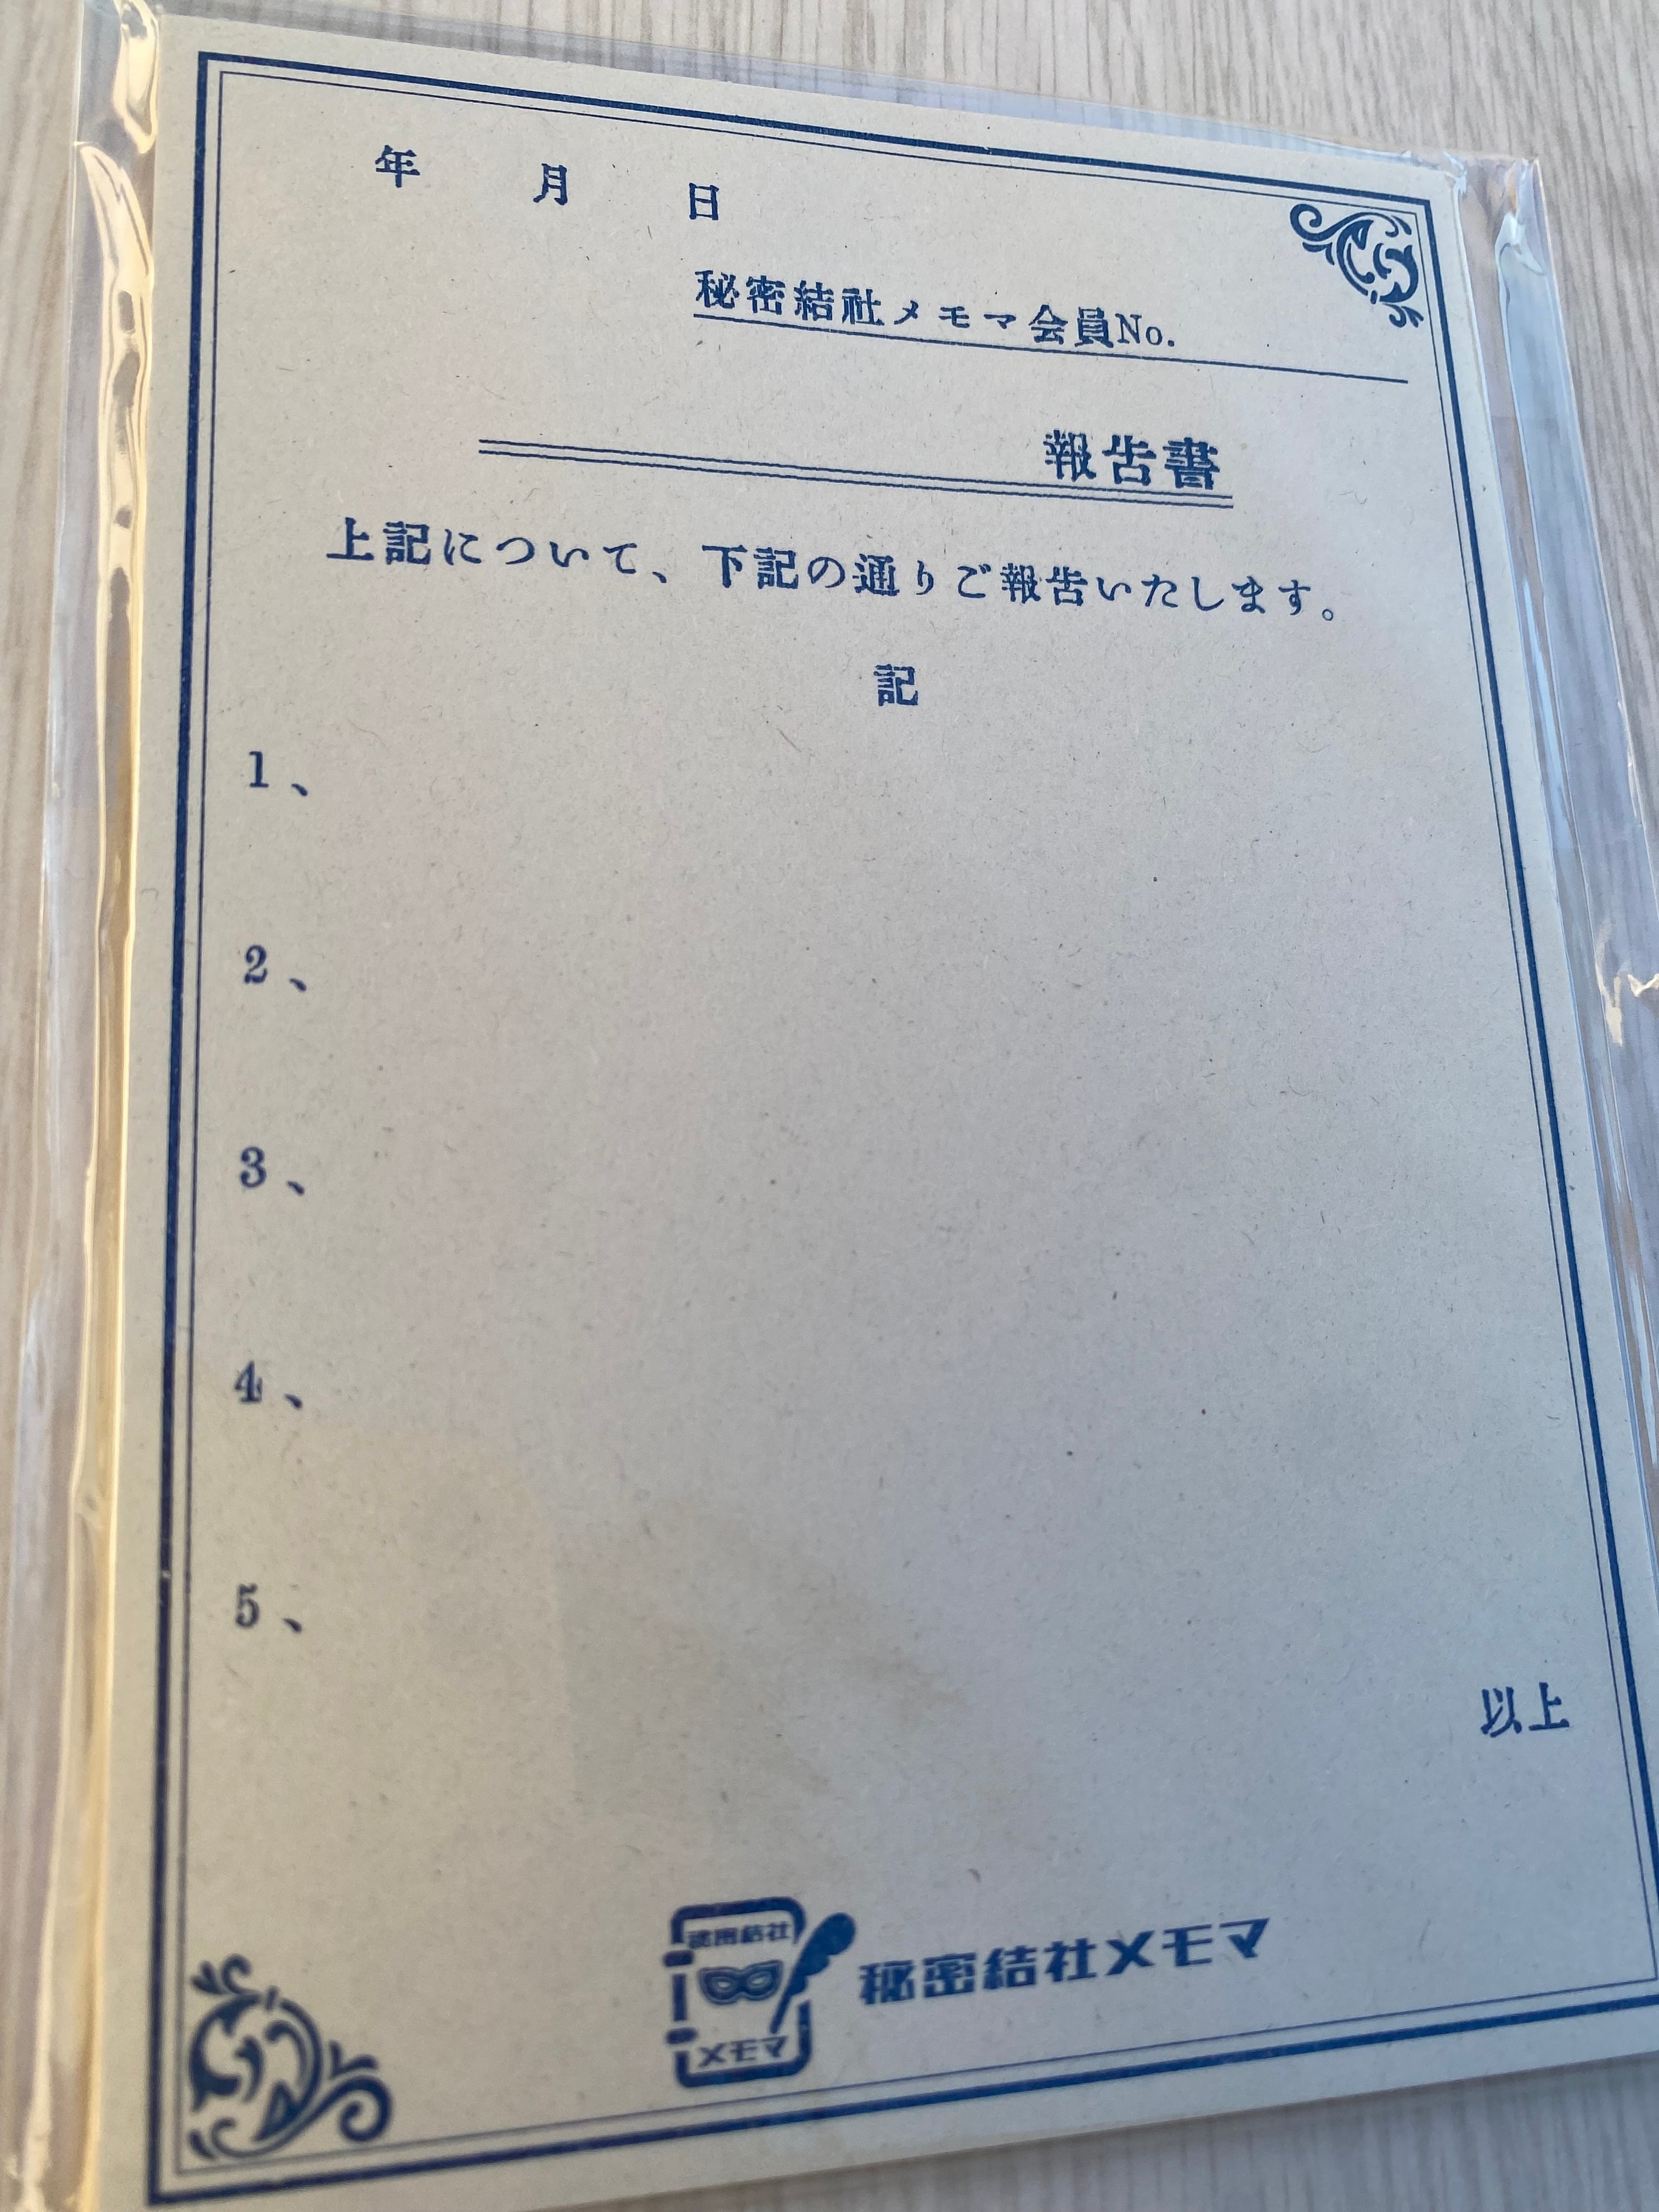 年 月 日
秘密結社メモマ会員No.
報告書
上記について、下記の通りご報告いたします。
記
1、
2、
3、
4、
5、
以上
秘密結社
メモマ
秘密結社メモマ